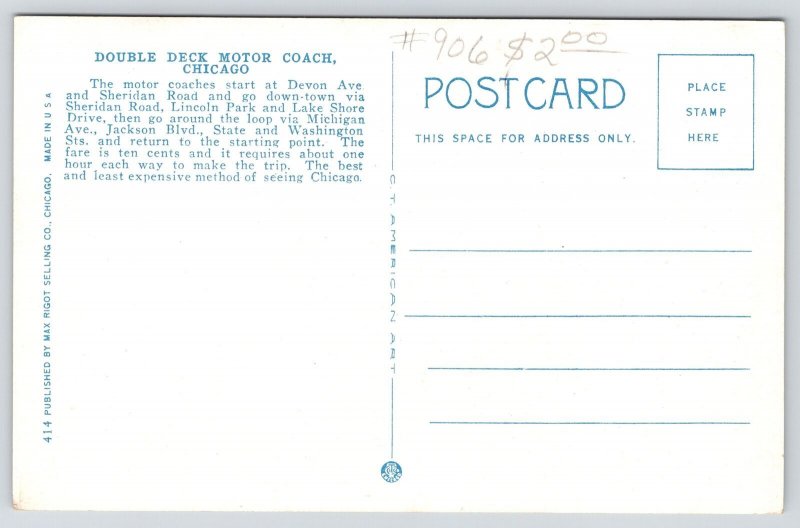 #906 $2.00
DOUBLE DECK MOTOR COACH,
CHICAGO
The motor coaches start at Devon Ave.
and Sheridan Road and go down-town via
Sheridan Road, Lincoln Park and Lake Shore
Drive, then go around the loop via Michigan
Ave., Jackson Blvd., State and Washington
Sts. and return to the starting point. The
fare is ten cents and it requires about one
hour each way to make the trip. The best
and least expensive method of seeing Chicago.
414 PUBLISHED BY MAX RIGOT SELLING CO., CHICAGO. MADE IN U S A
C. T. AMERICAN ART
POST CARD
THIS SPACE FOR ADDRESS ONLY.
PLACE
STAMP
HERE